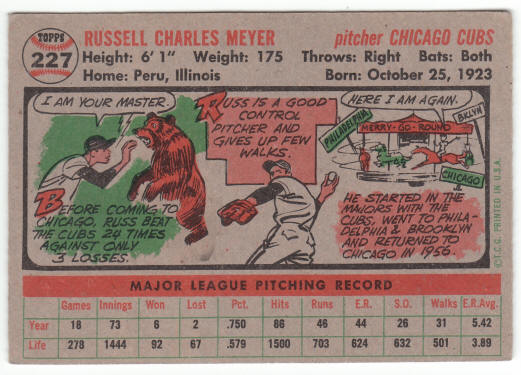 TOPPS
227
RUSSELL CHARLES MEYER
pitcher CHICAGO CUBS
Height: 6' 1" Weight: 175
Throws: Right Bats: Both
Home: Peru, Illinois
Born: October 25, 1923
I AM YOUR MASTER.
BEFORE COMING TO
CHICAGO, RUSS BEAT
THE CUBS 24 TIMES
AGAINST ONLY
3 LOSSES.
RUSS IS A GOOD
CONTROL
PITCHER AND
GIVES UP FEW
WALKS.
HERE I AM AGAIN.
PHILADELPHIA
BKLYN
MERRY-GO-ROUND
CHICAGO
HE STARTED IN THE
MAJORS WITH THE
CUBS, WENT TO PHILA-
DELPHIA & BROOKLYN
AND RETURNED TO
CHICAGO IN 1956.
© T.C.G. PRINTED IN U.S.A.
MAJOR LEAGUE PITCHING RECORD
Games Innings Won Lost Pct. Hits Runs E.R. S.O. Walks E.R.Avg.
Year 18 73 6 2 .750 86 46 44 26 31 5.42
Life 278 1444 92 67 .579 1500 703 624 632 531 3.89